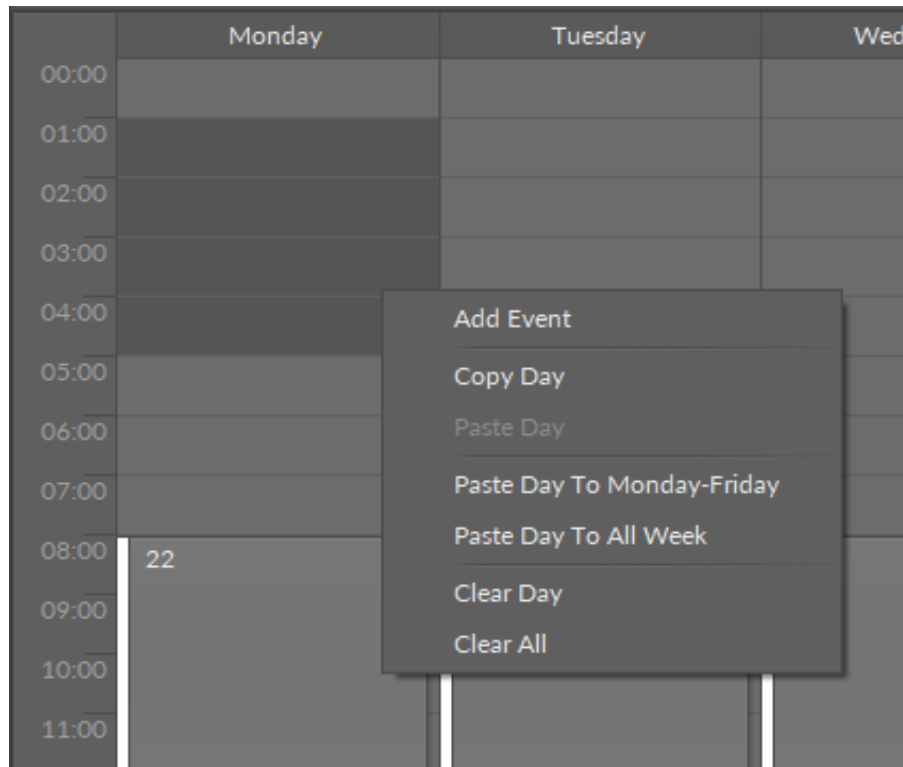 Monday Tuesday Wed
00:00
01:00
02:00
03:00
04:00
Add Event
05:00
Copy Day
06:00
Paste Day
07:00
Paste Day To Monday-Friday
08:00 22
Paste Day To All Week
09:00
Clear Day
10:00
Clear All
11:00